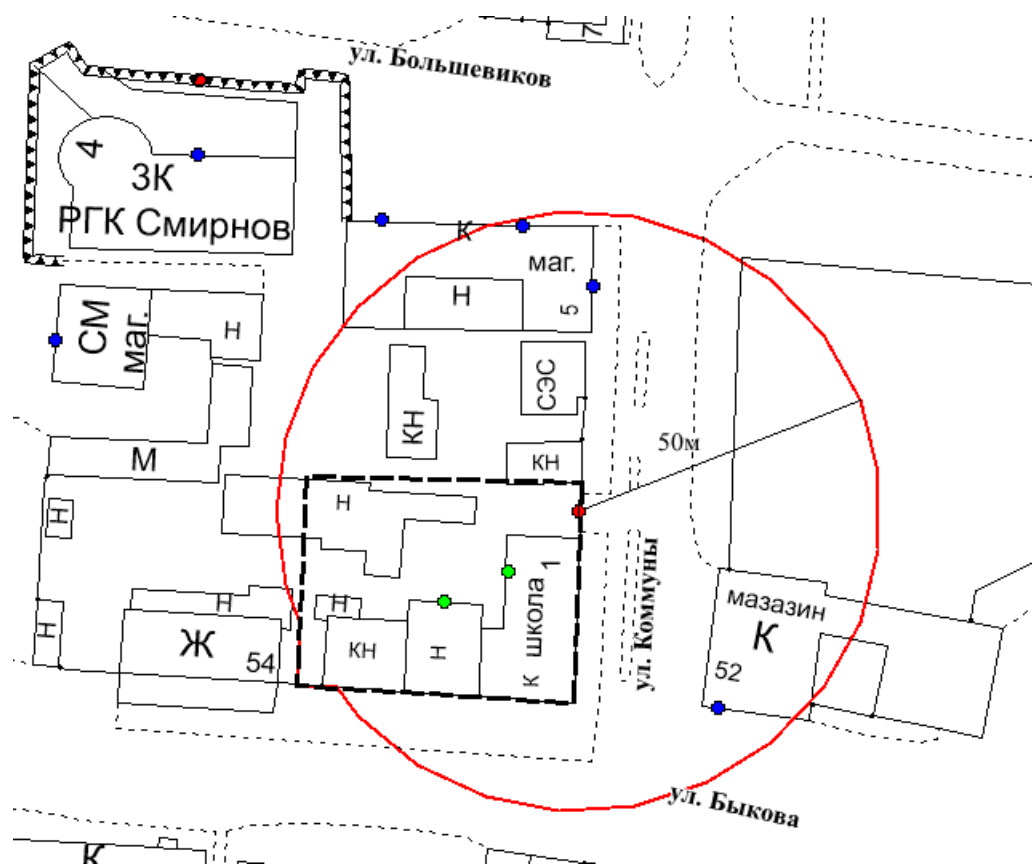 7
ул. Большевиков
4
3К
РГК Смирнов
К
маг.
Н
5
СМ
маг.
Н
СЭС
КН
М
КН
50м
Н
Н
1
школа
К
ул. Коммуны
мазазин
К
52
Н
Н
Н
Ж
54
КН
Н
ул. Быкова
К